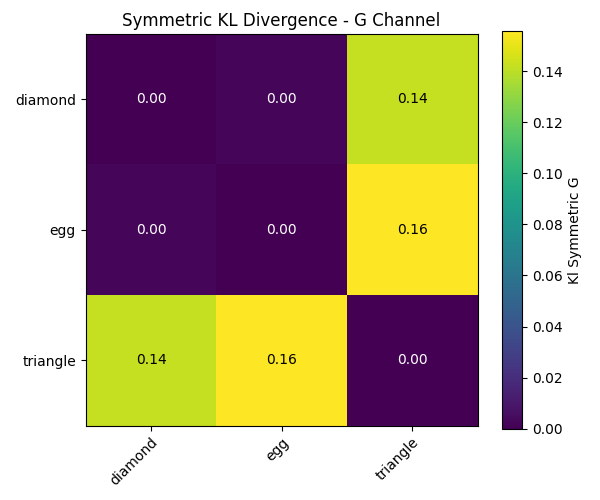 Symmetric KL Divergence - G Channel
diamond 0.00 0.00 0.14
egg 0.00 0.00 0.16
triangle 0.14 0.16 0.00
diamond egg triangle
0.14
0.12
0.10
0.08
0.06
0.04
0.02
0.00
Kl Symmetric G